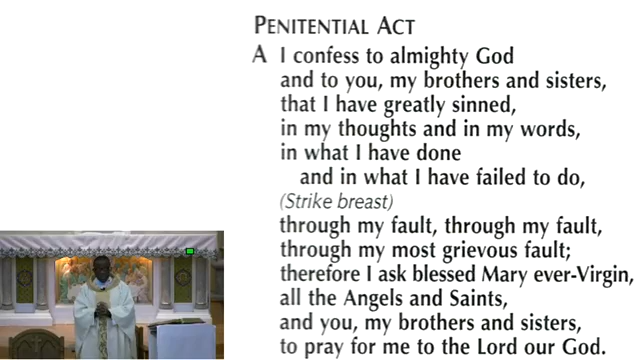 PENITENTIAL ACT
A I confess to almighty God
and to you, my brothers and sisters,
that I have greatly sinned,
in my thoughts and in my words,
in what I have done
and in what I have failed to do,
(Strike breast)
through my fault, through my fault,
through my most grievous fault;
therefore I ask blessed Mary ever-Virgin,
all the Angels and Saints,
and you, my brothers and sisters,
to pray for me to the Lord our God.